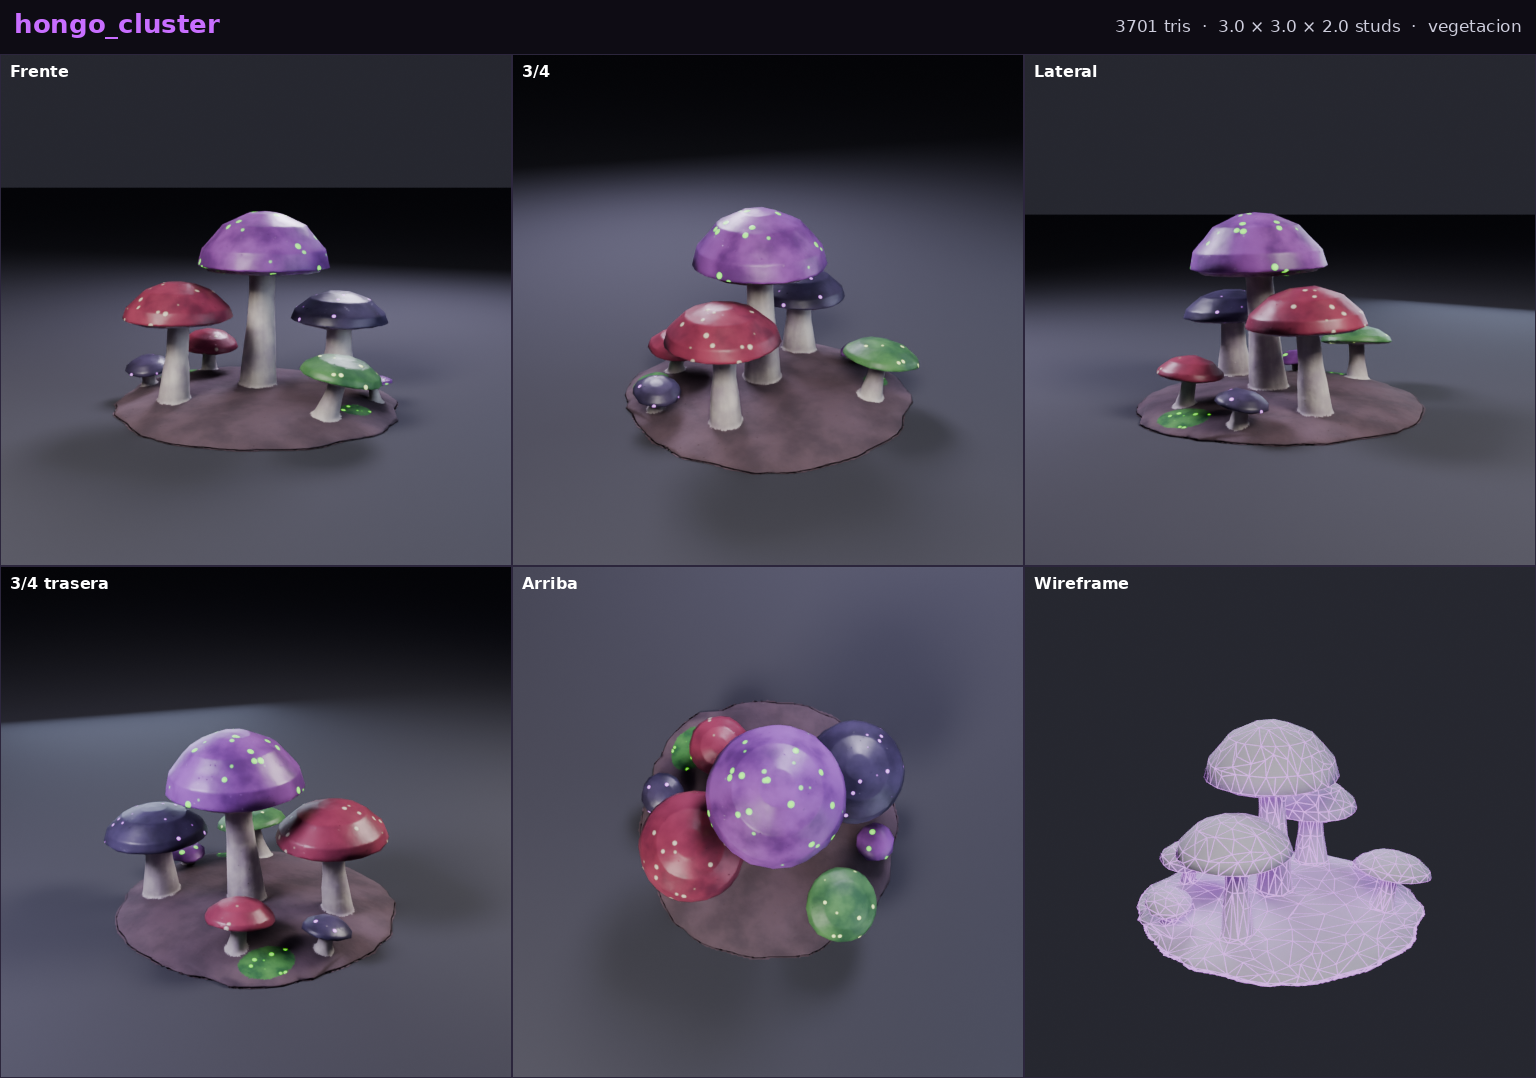 hongo_cluster
3701 tris · 3.0 × 3.0 × 2.0 studs · vegetacion
Frente
3/4
Lateral
3/4 trasera
Arriba
Wireframe